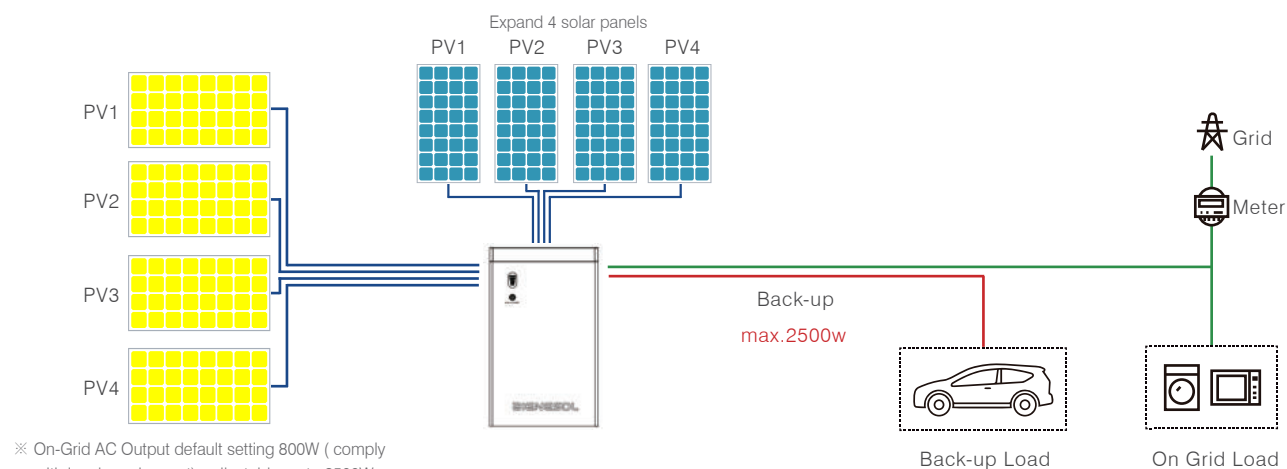 Expand 4 solar panels
PV1 PV2 PV3 PV4
PV1
PV2
PV3
PV4
Grid
Meter
Back-up
max.2500w
BIENESOL
Back-up Load
On Grid Load
※ On-Grid AC Output default setting 800W ( comply